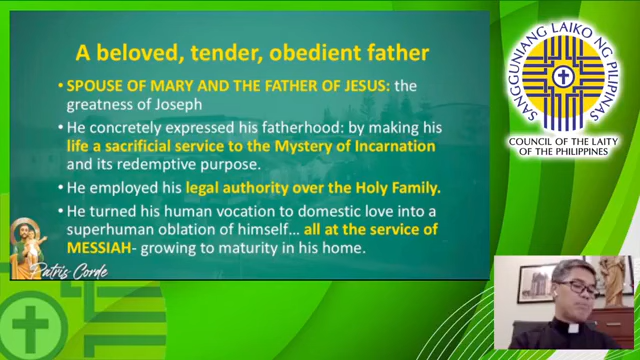 A beloved, tender, obedient father
• SPOUSE OF MARY AND THE FATHER OF JESUS: the
greatness of Joseph
• He concretely expressed his fatherhood: by making his
life a sacrificial service to the Mystery of Incarnation
and its redemptive purpose.
• He employed his legal authority over the Holy Family.
• He turned his human vocation to domestic love into a
superhuman oblation of himself... all at the service of
MESSIAH- growing to maturity in his home.
Patris Corde
SANGGUNIANG LAIKO NG PILIPINAS
COUNCIL OF THE LAITY
OF THE PHILIPPINES